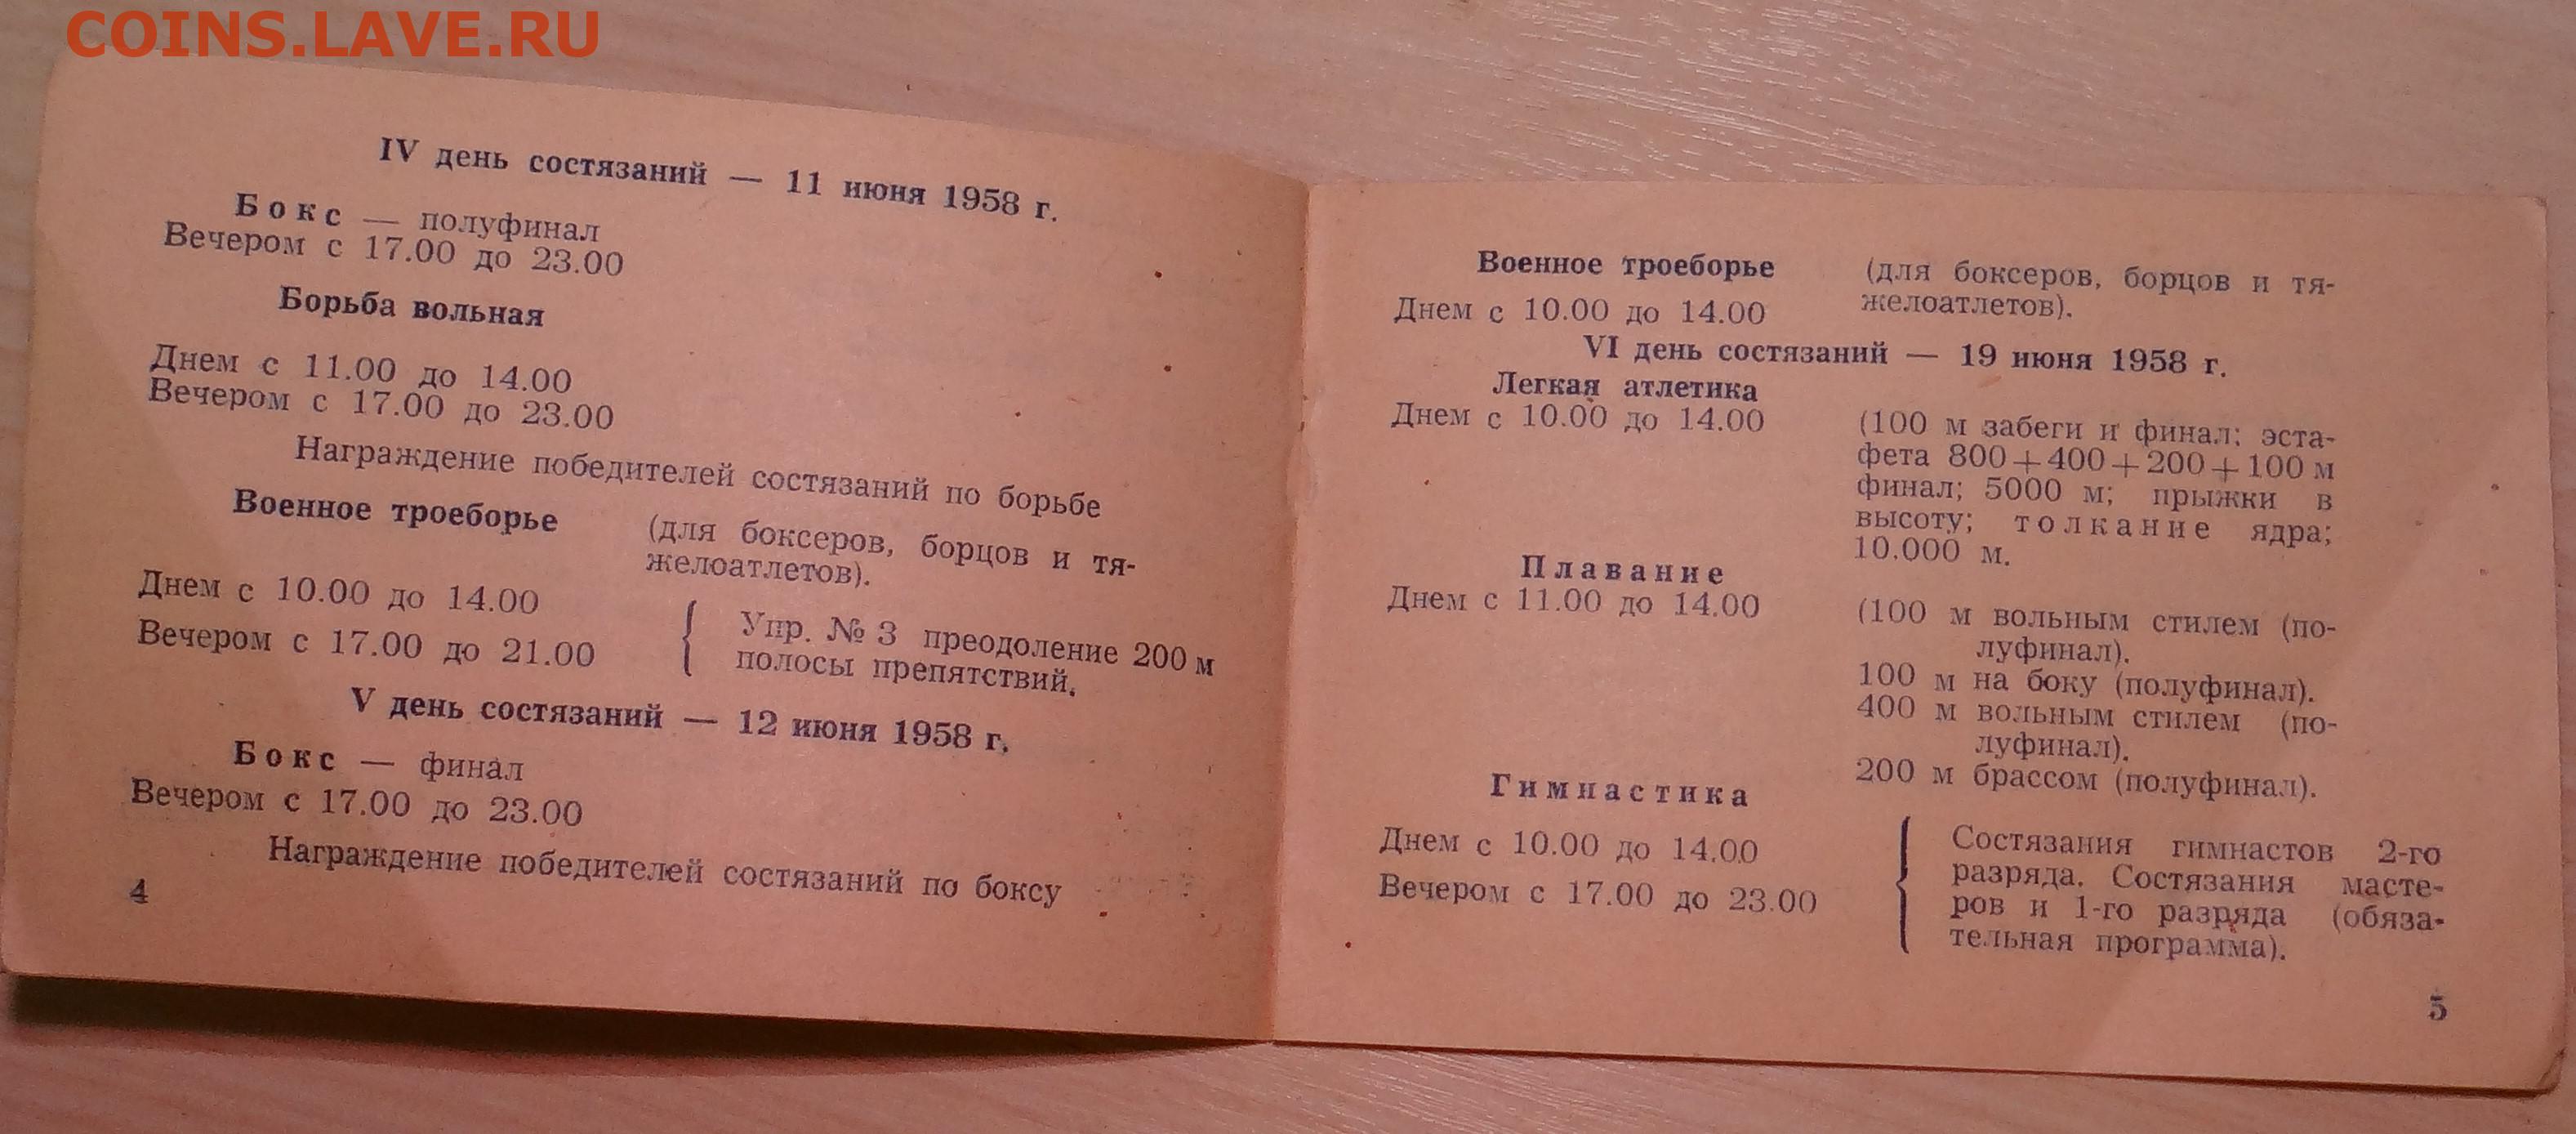 COINS.LAVE.RU
IV день состязаний — 11 июня 1958 г.
Бокс — полуфинал
Вечером с 17.00 до 23.00
Борьба вольная
Днем с 11.00 до 14.00
Вечером с 17.00 до 23.00
Награждение победителей состязаний по борьбе
Военное троеборье (для боксеров, борцов и тя-
желоатлетов).
Днем с 10.00 до 14.00
Вечером с 17.00 до 21.00
Упр. № 3 преодоление 200 м
полосы препятствий.
V день состязаний — 12 июня 1958 г.
Бокс — финал
Вечером с 17.00 до 23.00
Награждение победителей состязаний по боксу
4
Военное троеборье (для боксеров, борцов и тя-
желоатлетов).
Днем с 10.00 до 14.00
VI день состязаний — 19 июня 1958 г.
Легкая атлетика
Днем с 10.00 до 14.00 (100 м забеги и финал; эста-
фета 800+400+200+100 м
финал; 5000 м; прыжки в
высоту; толкание ядра;
10.000 м.
Плавание
Днем с 11.00 до 14.00 (100 м вольным стилем (по-
луфинал).
100 м на боку (полуфинал).
400 м вольным стилем (по-
луфинал).
200 м брассом (полуфинал).
Гимнастика
Днем с 10.00 до 14.00
Вечером с 17.00 до 23.00
Состязания гимнастов 2-го
разряда. Состязания масте-
ров и 1-го разряда (обяза-
тельная программа).
5